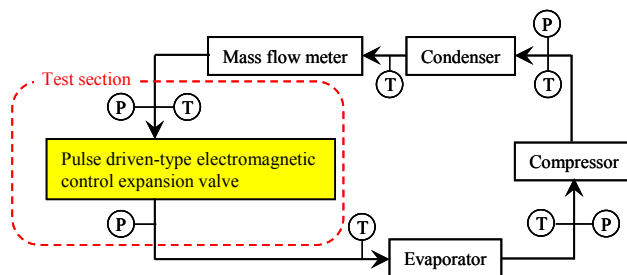 P
Mass flow meter
Condenser
T
T
Test section
P
T
Pulse driven-type electromagnetic
control expansion valve
Compressor
P
T
T
P
Evaporator